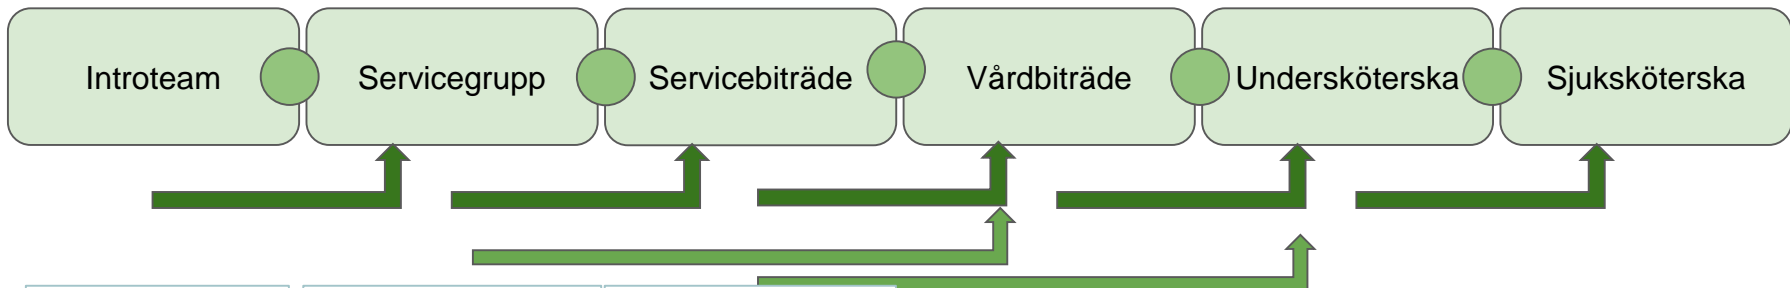 Introteam
Servicegrupp
Servicebiträde
Vårdbiträde
Undersköterska
Sjuksköterska